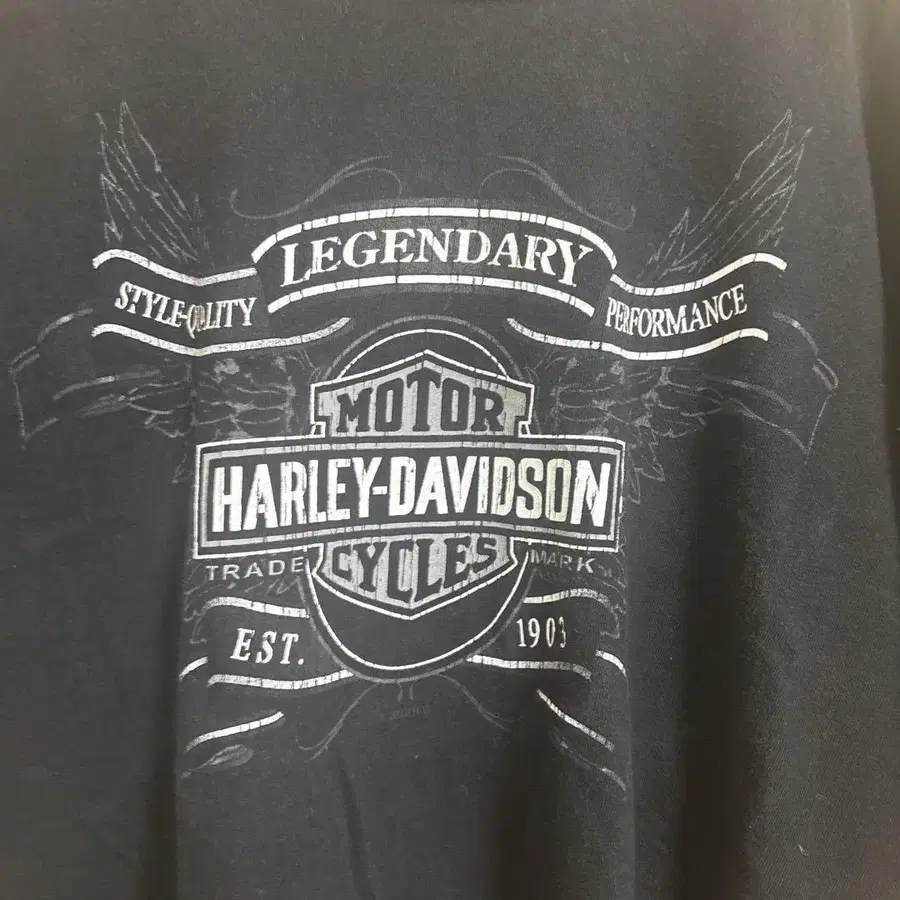 LEGENDARY
STYLE-QUALITY
PERFORMANCE
MOTOR
HARLEY-DAVIDSON
CYCLES
TRADE MARK
EST. 1903